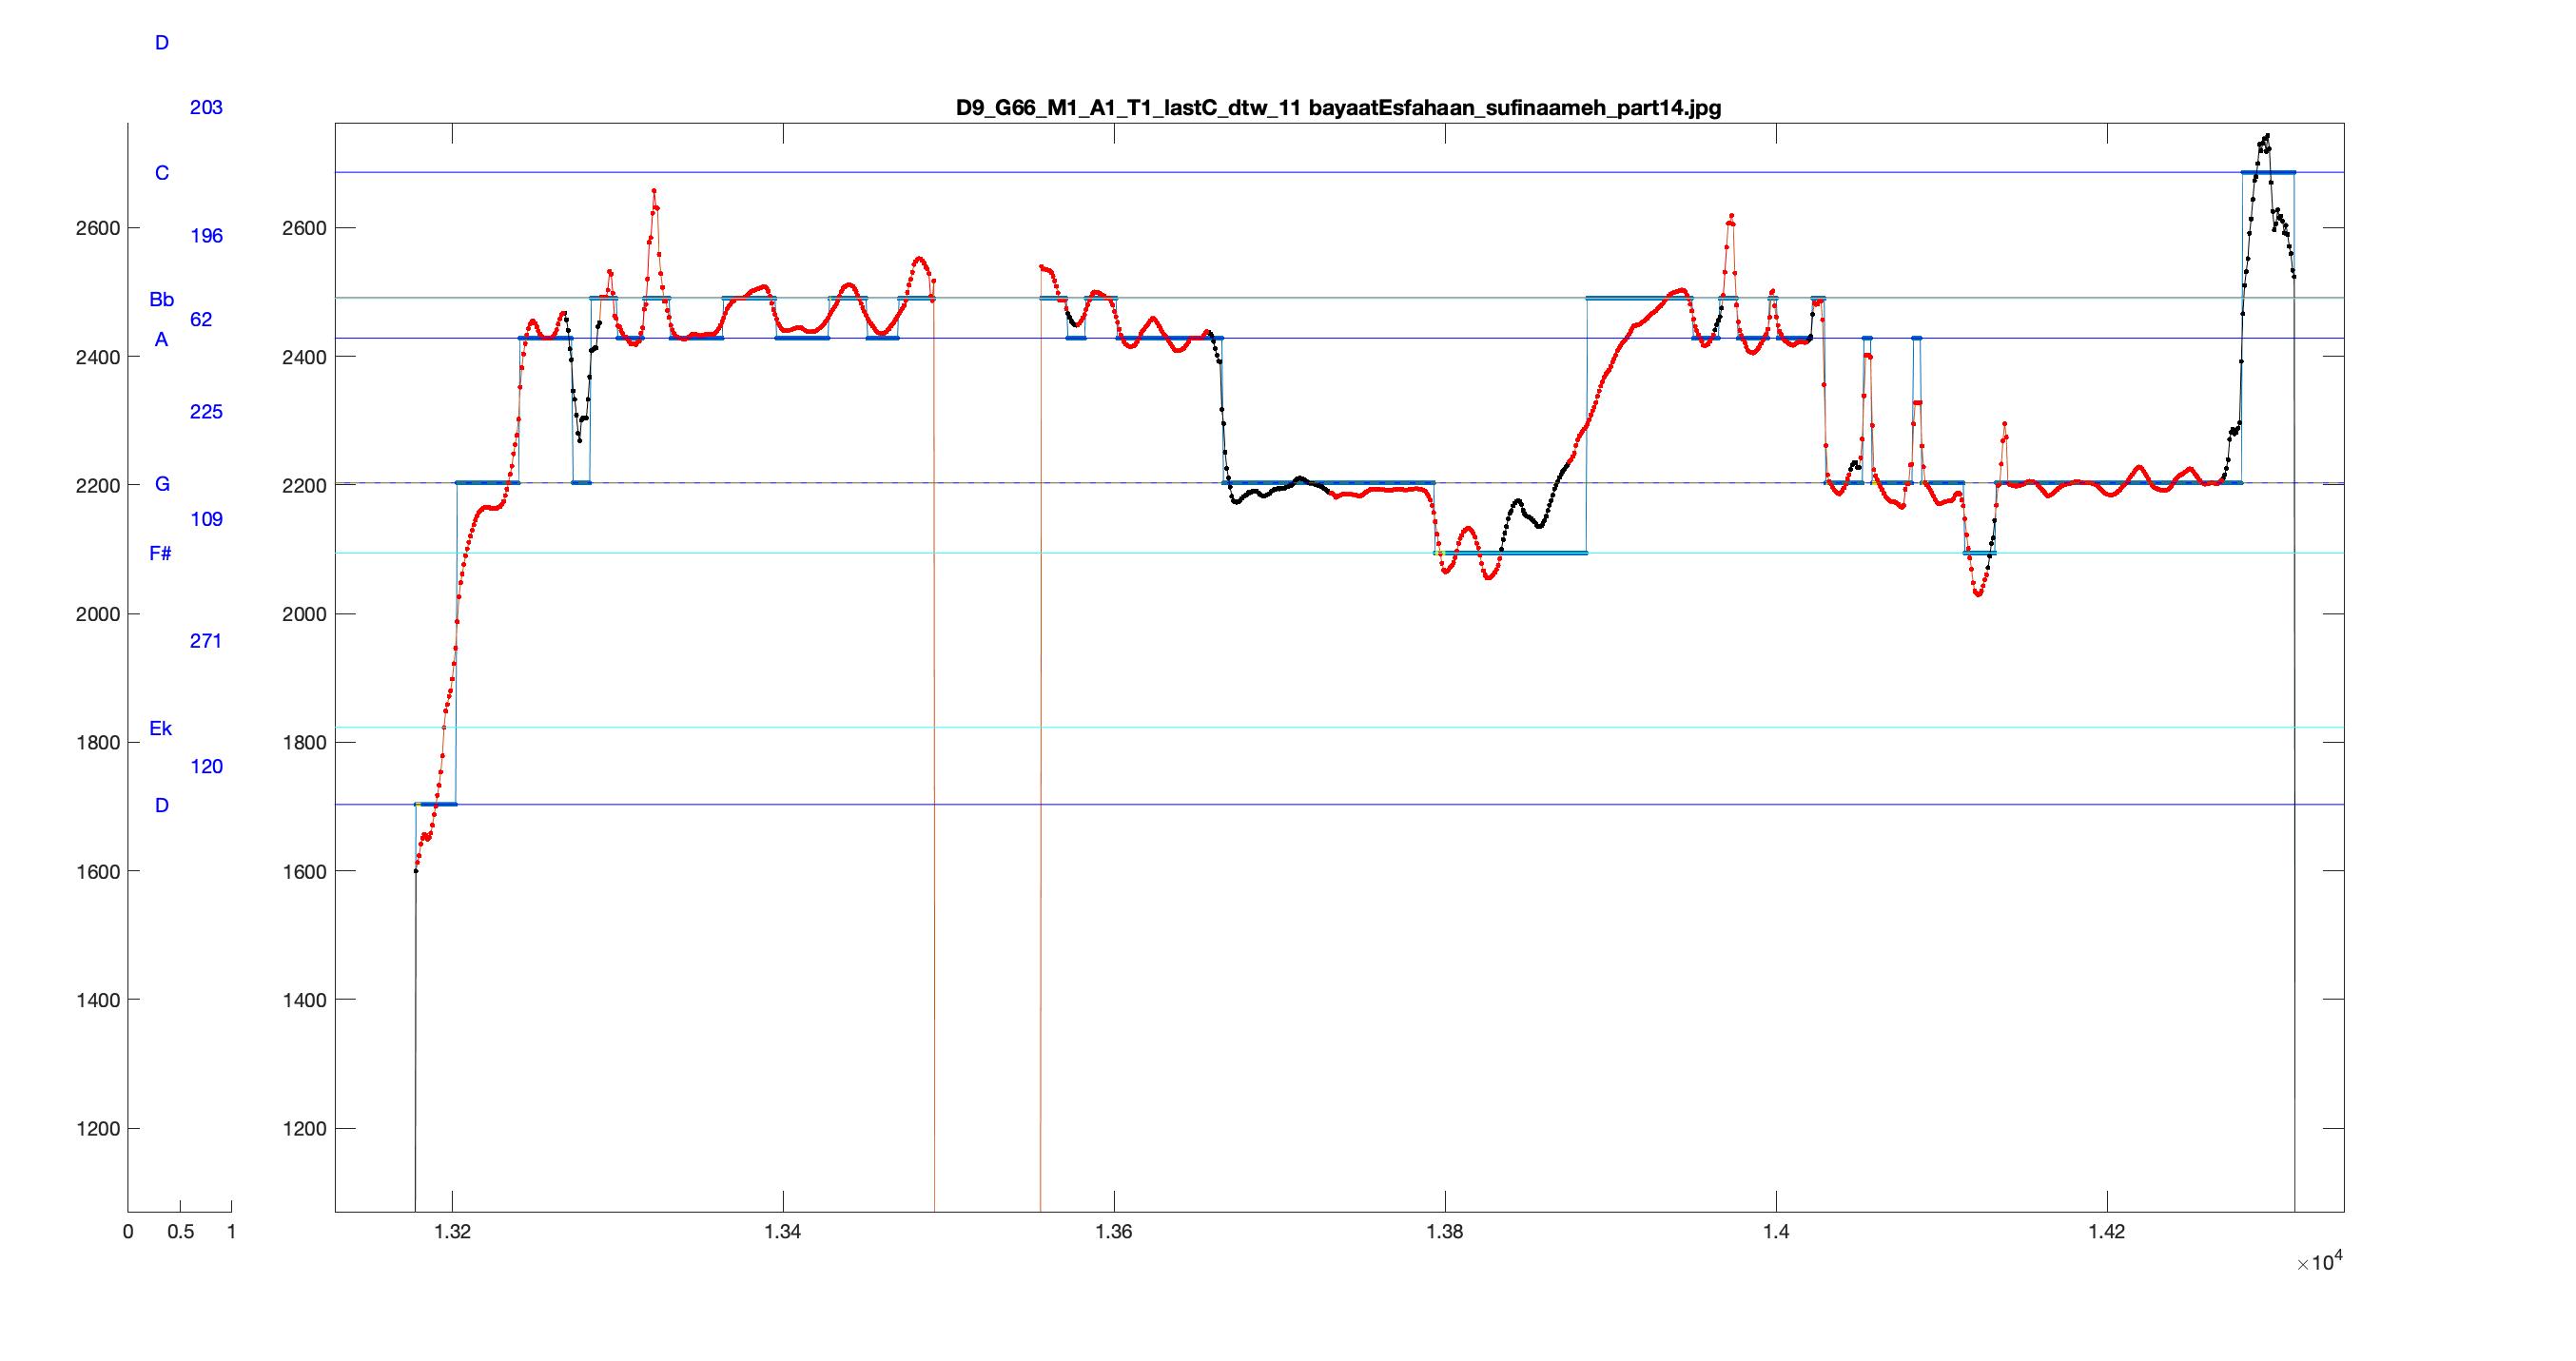 D
203
D9_G66_M1_A1_T1_lastC_dtw_11 bayaatEsfahaan_sufinaameh_part14.jpg
C
2600
196
2600
Bb
62
A
2400
2400
225
2200
G
2200
109
F#
2000
2000
271
Ek
1800
1800
120
D
1600
1600
1400
1400
1200
1200
0 0.5 1 1.32 1.34 1.36 1.38 1.4 1.42
×10⁴